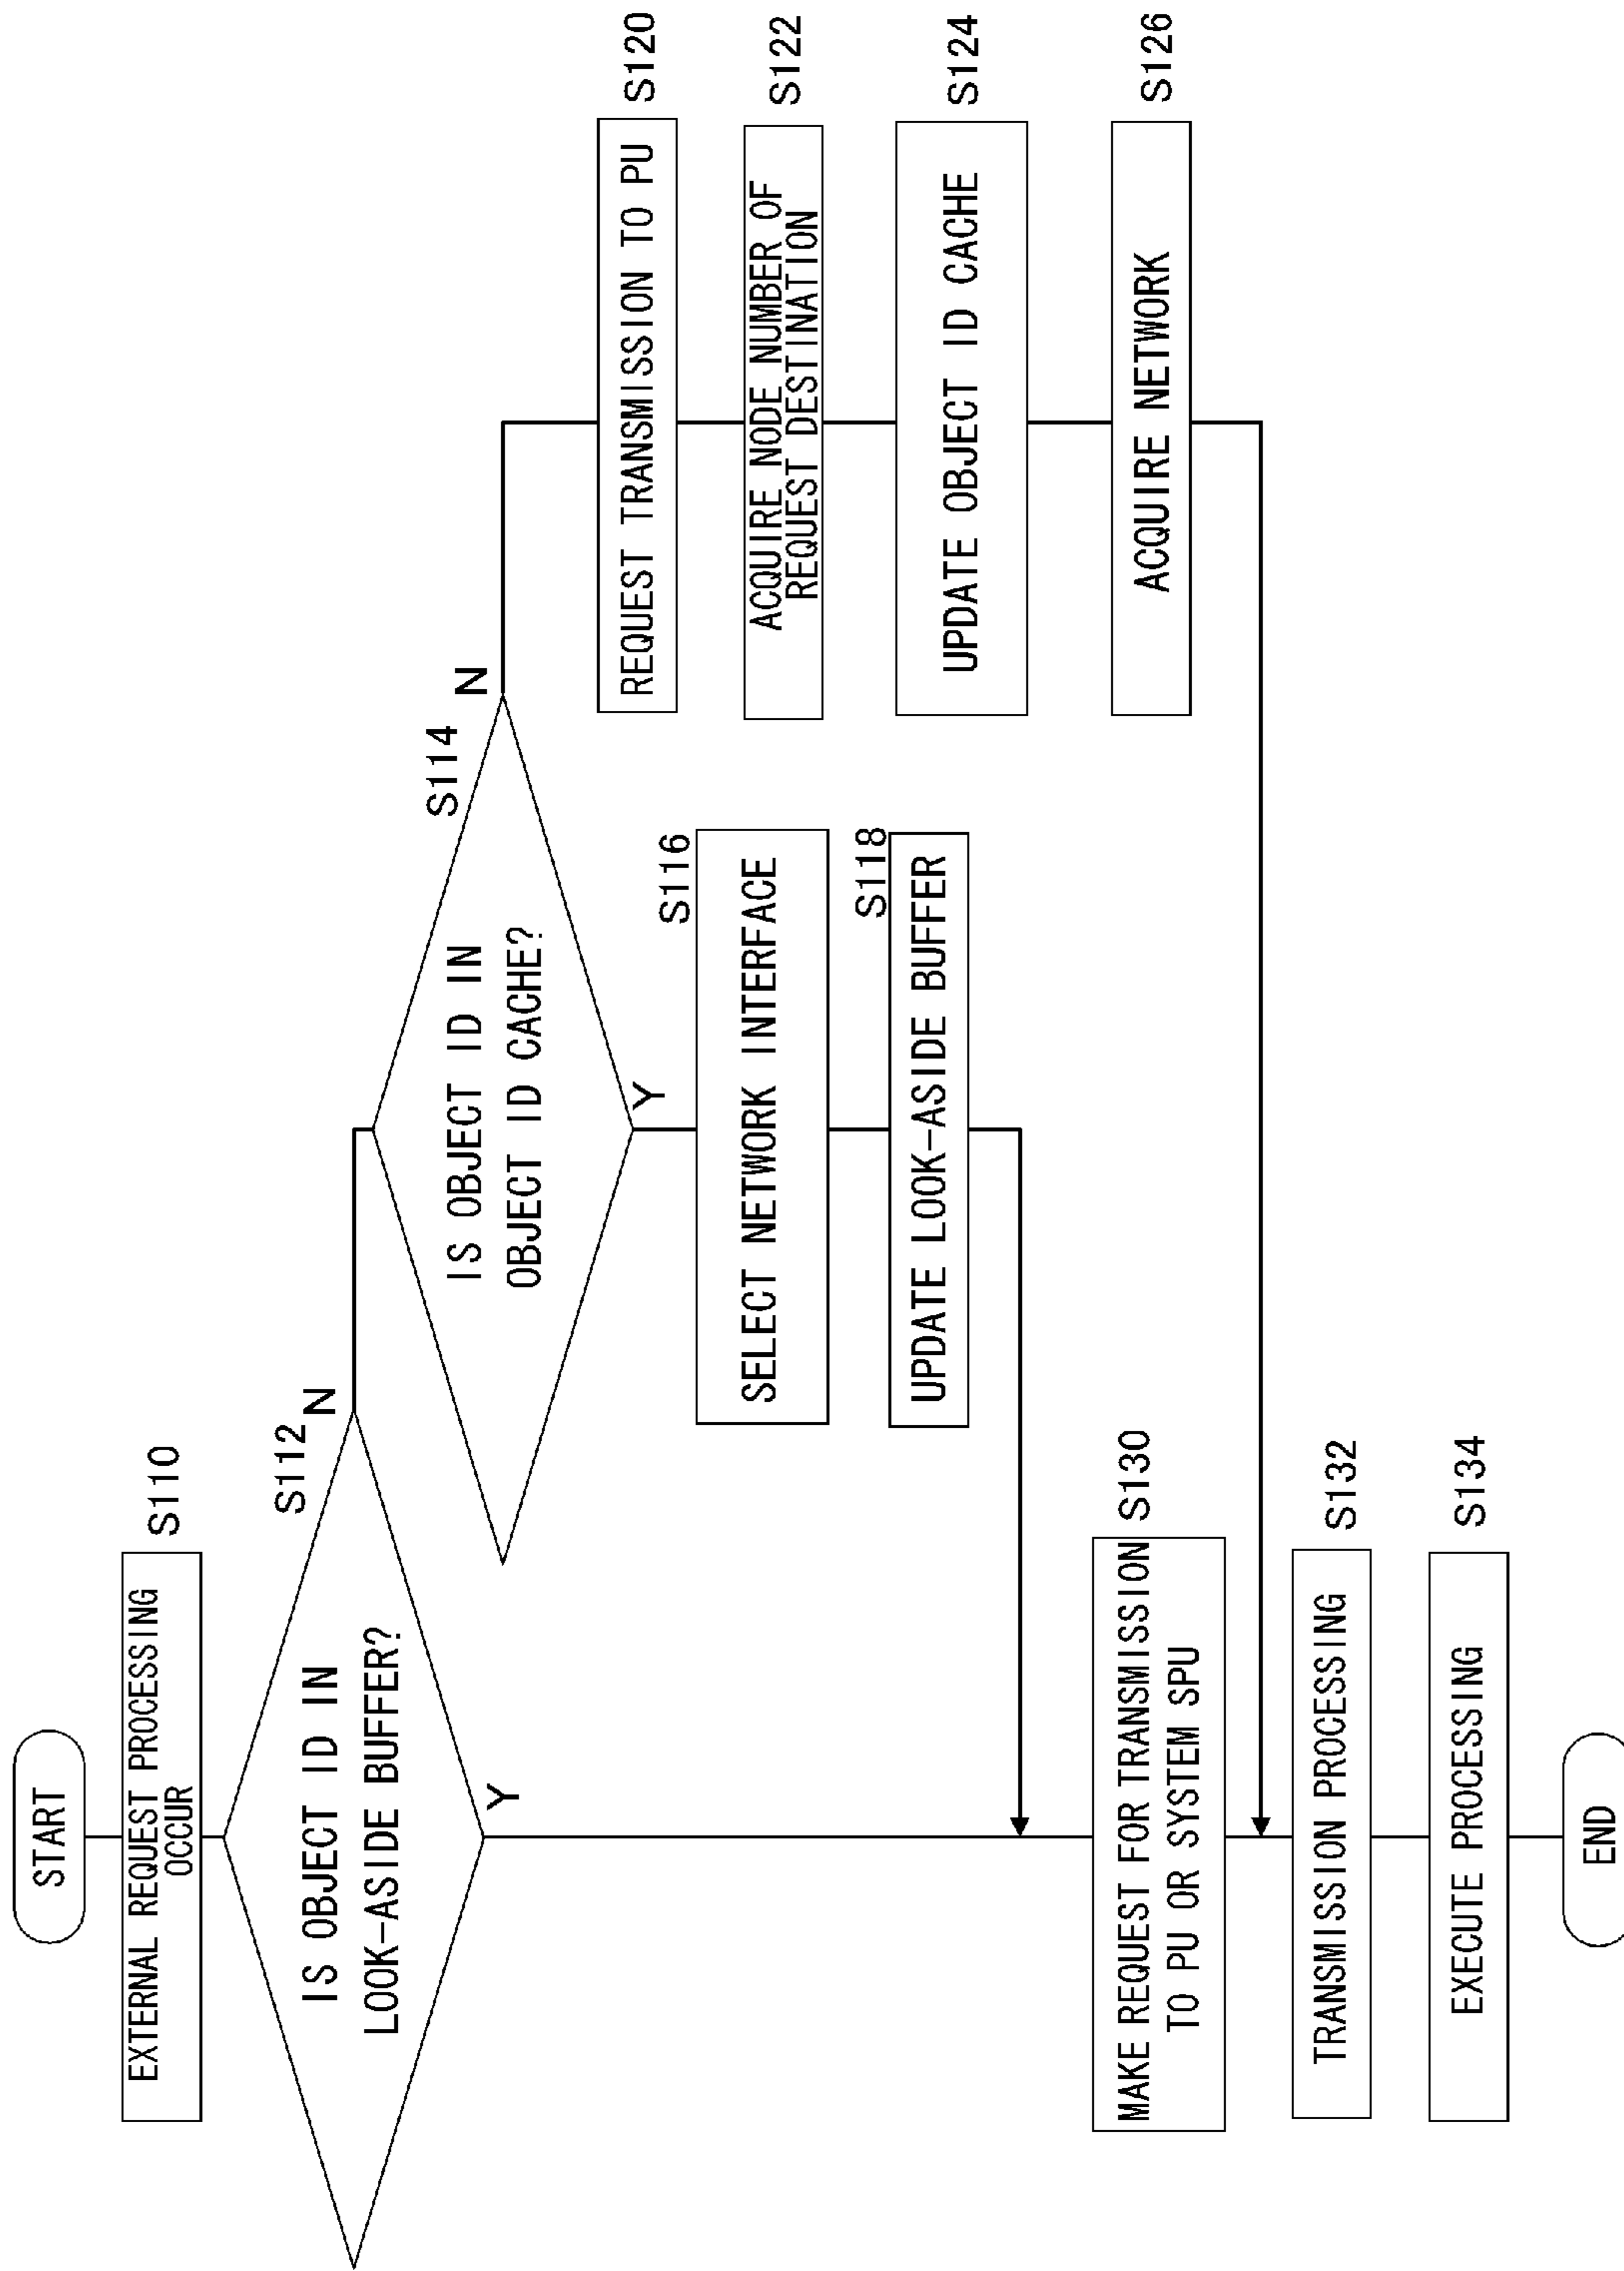 START
EXTERNAL REQUEST PROCESSING
OCCUR
S110
IS OBJECT ID IN
LOOK-ASIDE BUFFER?
S112
N
Y
IS OBJECT ID IN
OBJECT ID CACHE?
S114
N
Y
SELECT NETWORK INTERFACE
S116
UPDATE LOOK-ASIDE BUFFER
S118
REQUEST TRANSMISSION TO PU
S120
ACQUIRE NODE NUMBER OF
REQUEST DESTINATION
S122
UPDATE OBJECT ID CACHE
S124
ACQUIRE NETWORK
S126
MAKE REQUEST FOR TRANSMISSION
TO PU OR SYSTEM SPU
S130
TRANSMISSION PROCESSING
S132
EXECUTE PROCESSING
S134
END